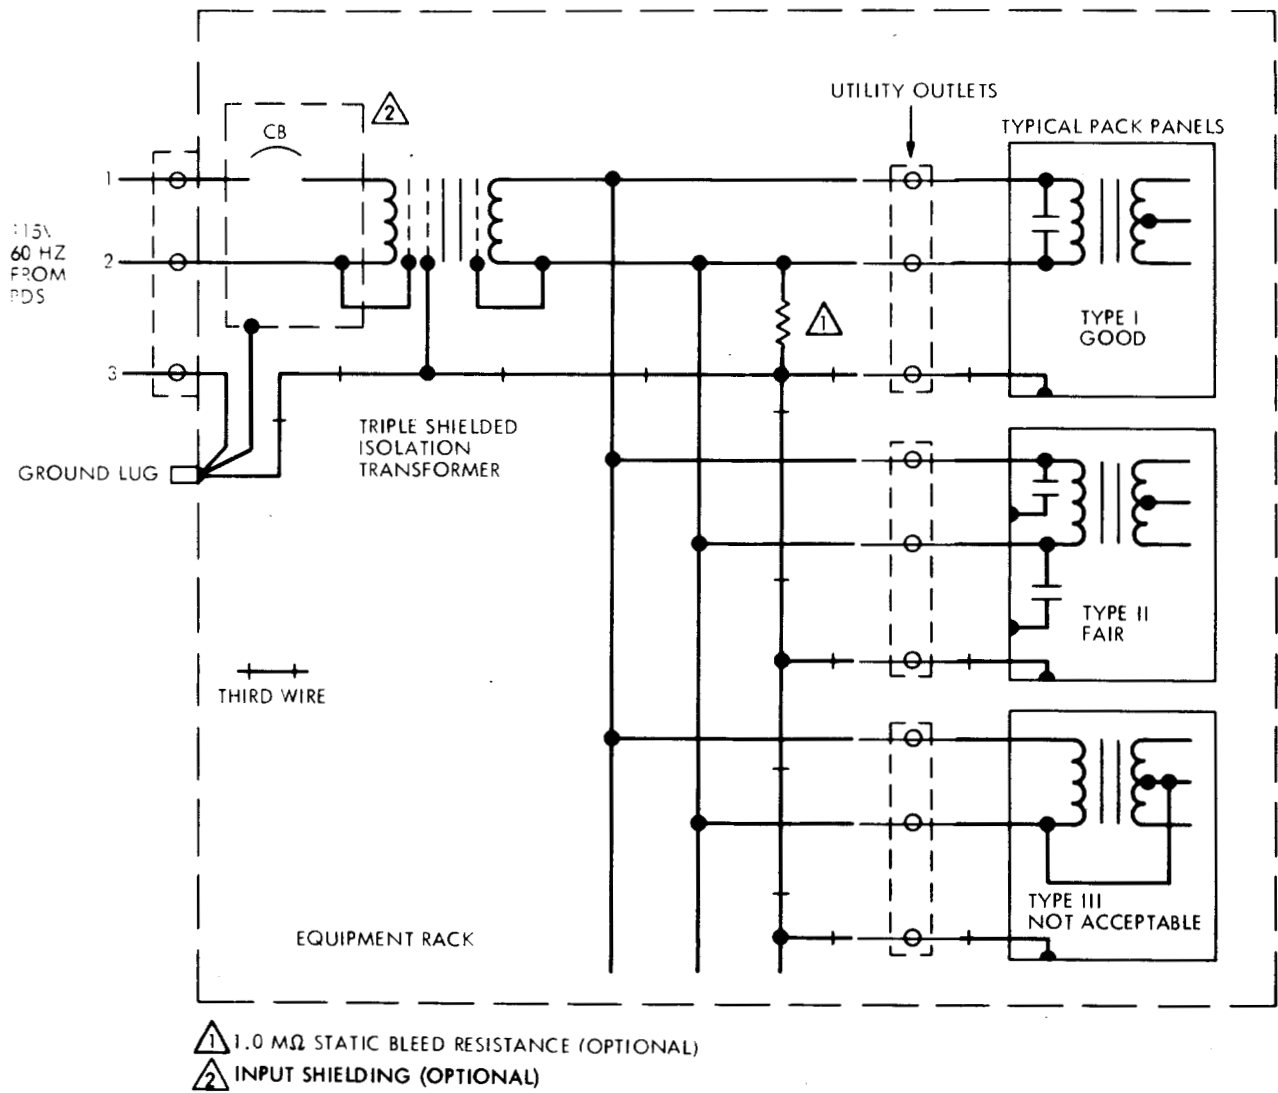 UTILITY OUTLETS
TYPICAL PACK PANELS
2
CB
1
2
3
60 HZ
FROM
PDS
GROUND LUG
TRIPLE SHIELDED
ISOLATION
TRANSFORMER
1
TYPE I
GOOD
TYPE II
FAIR
THIRD WIRE
TYPE III
NOT ACCEPTABLE
EQUIPMENT RACK
1 1.0 MΩ STATIC BLEED RESISTANCE (OPTIONAL)
2 INPUT SHIELDING (OPTIONAL)